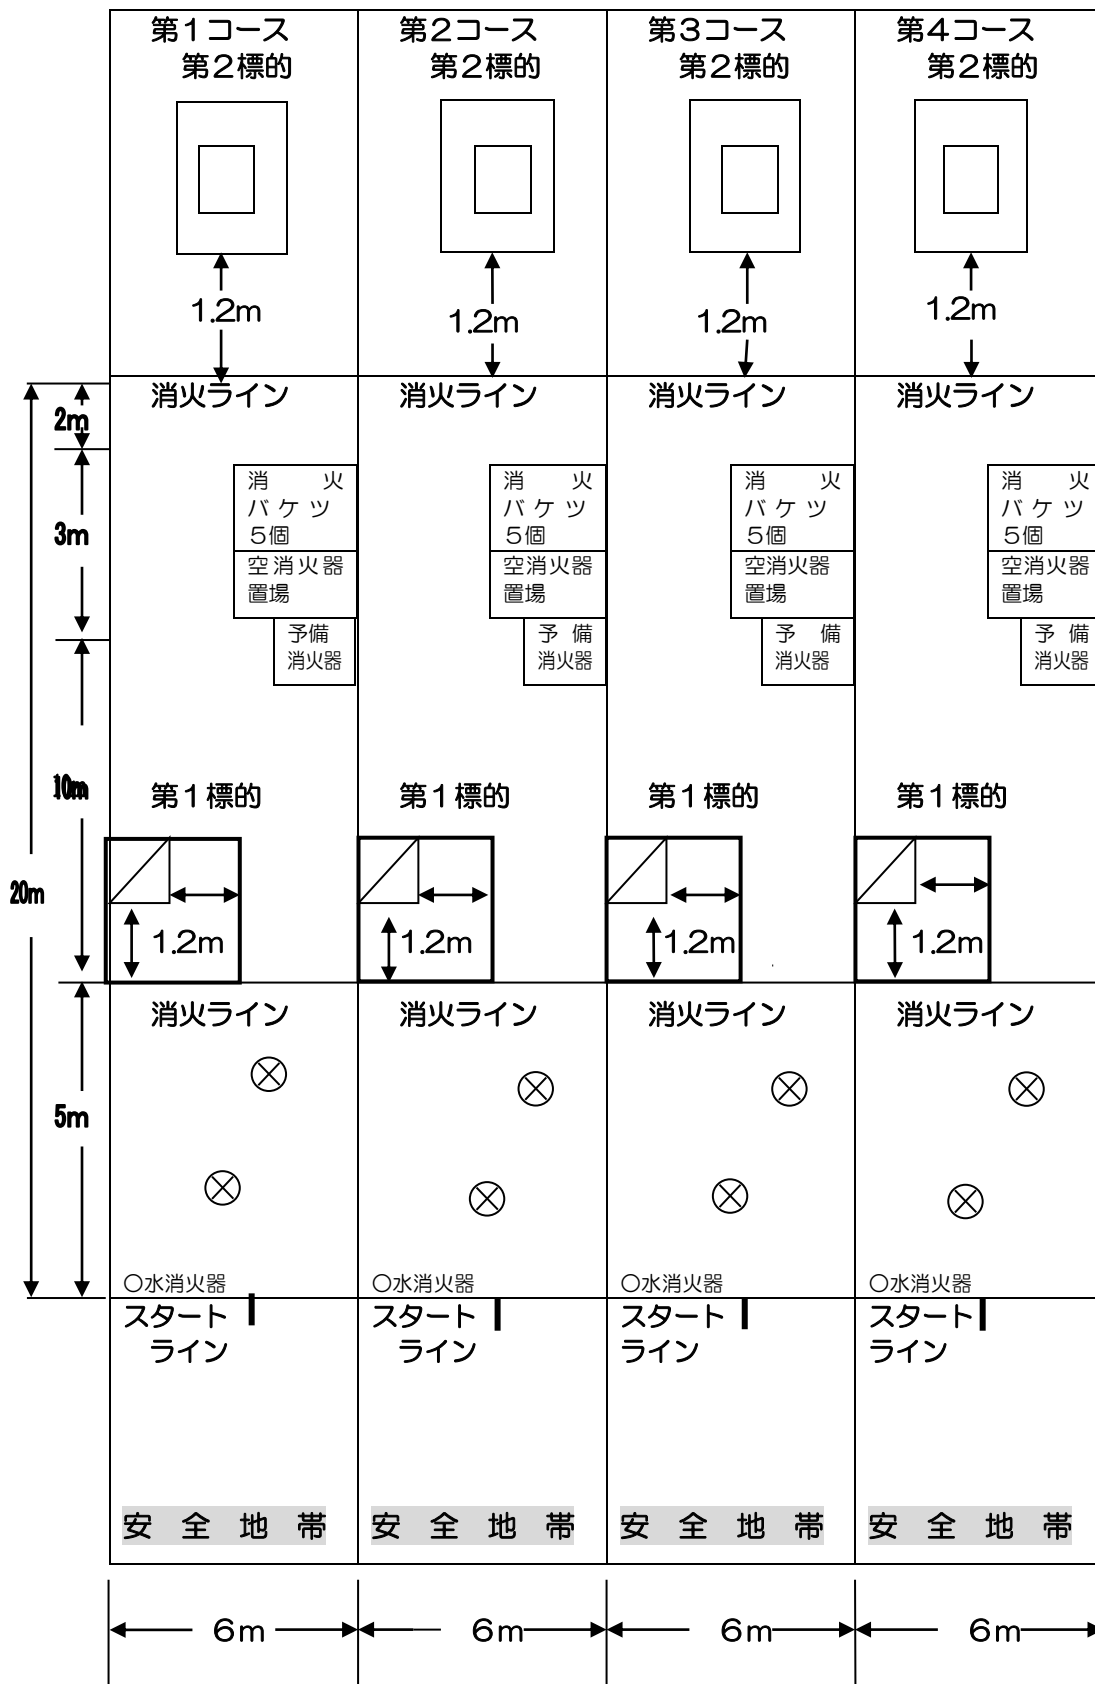 第1コース
第2標的
第2コース
第2標的
第3コース
第2標的
第4コース
第2標的
1.2m
1.2m
1.2m
1.2m
消火ライン
消火ライン
消火ライン
消火ライン
2m
3m
消　火
バケツ
5個
空消火器
置場
予備
消火器
消　火
バケツ
5個
空消火器
置場
予備
消火器
消　火
バケツ
5個
空消火器
置場
予　備
消火器
消　火
バケツ
5個
空消火器
置場
予備
消火器
10m
20m
第1標的
第1標的
第1標的
第1標的
1.2m
1.2m
1.2m
1.2m
消火ライン
消火ライン
消火ライン
消火ライン
5m
○水消火器
○水消火器
○水消火器
○水消火器
スタート
ライン
スタート
ライン
スタート
ライン
スタート
ライン
安　全　地　帯
安　全　地　帯
安　全　地　帯
安　全　地　帯
6m
6m
6m
6m